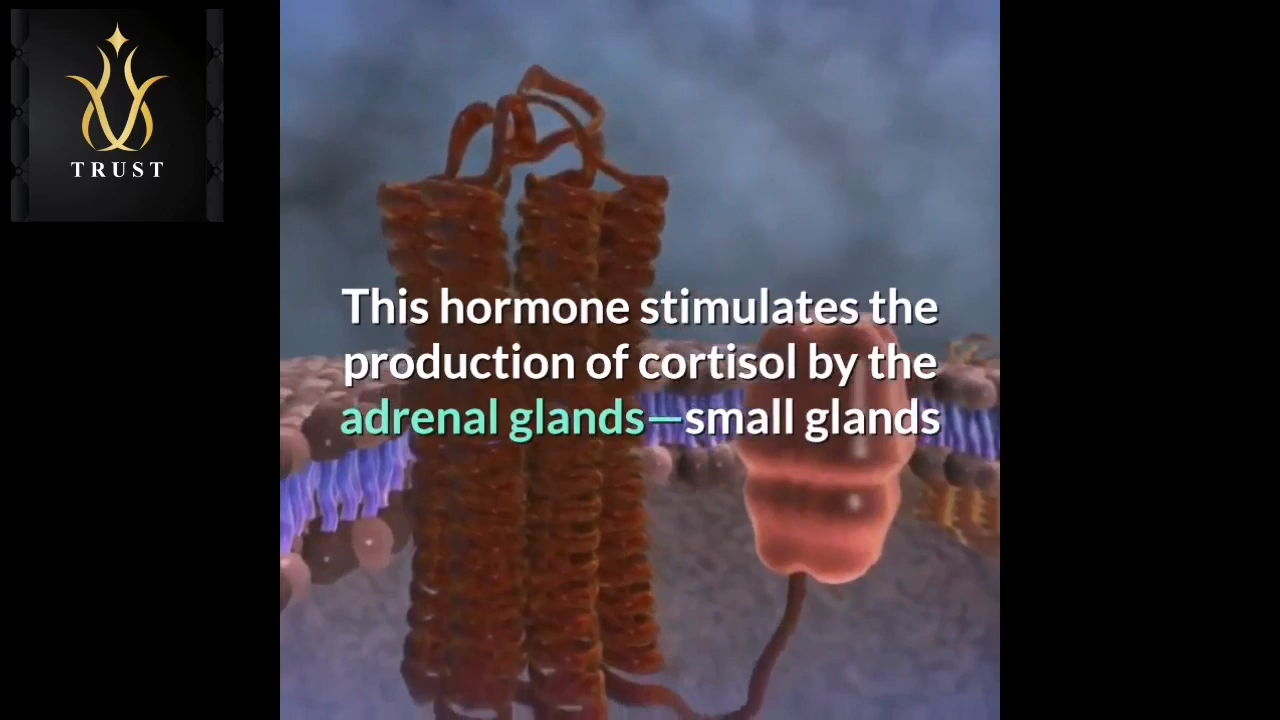 TRUST
This hormone stimulates the
production of cortisol by the
adrenal glands—small glands